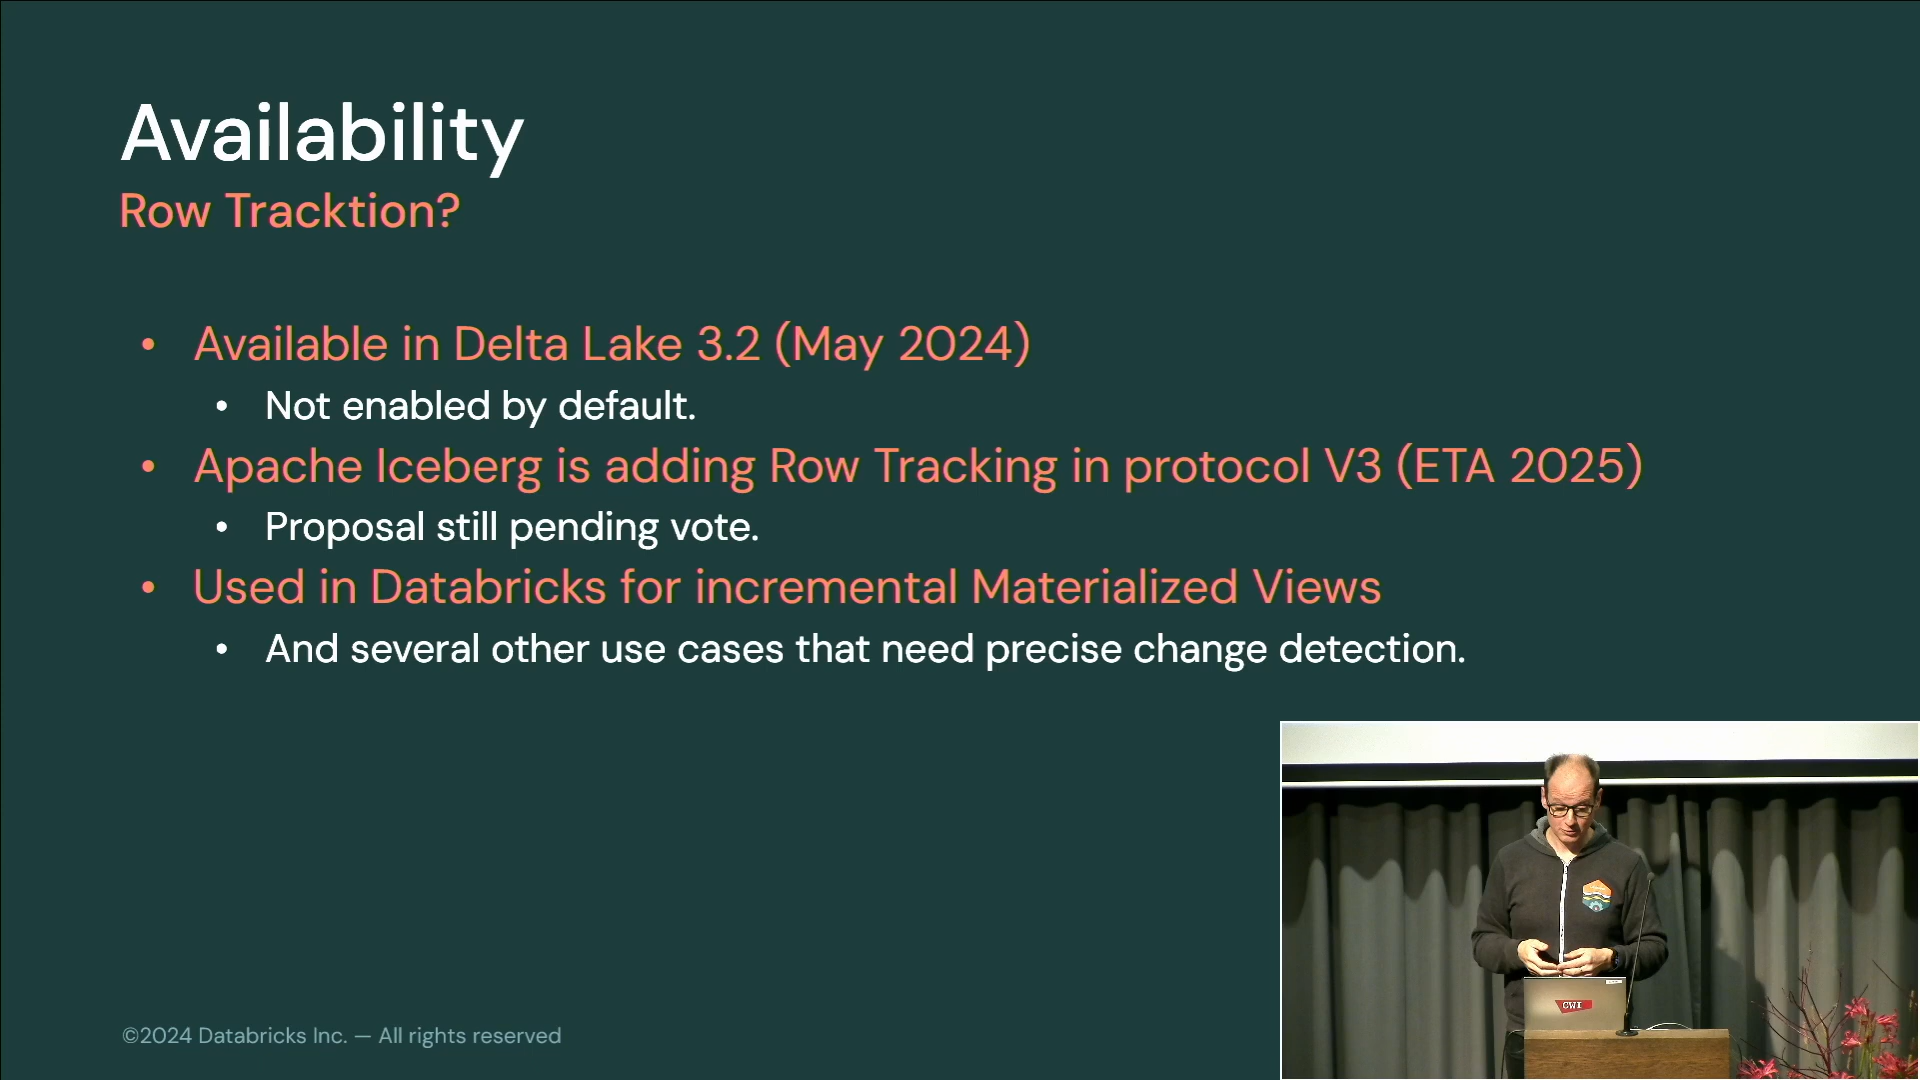 Availability
Row Tracktion?
• Available in Delta Lake 3.2 (May 2024)
• Not enabled by default.
• Apache Iceberg is adding Row Tracking in protocol V3 (ETA 2025)
• Proposal still pending vote.
• Used in Databricks for incremental Materialized Views
• And several other use cases that need precise change detection.
CWI
©2024 Databricks Inc. — All rights reserved